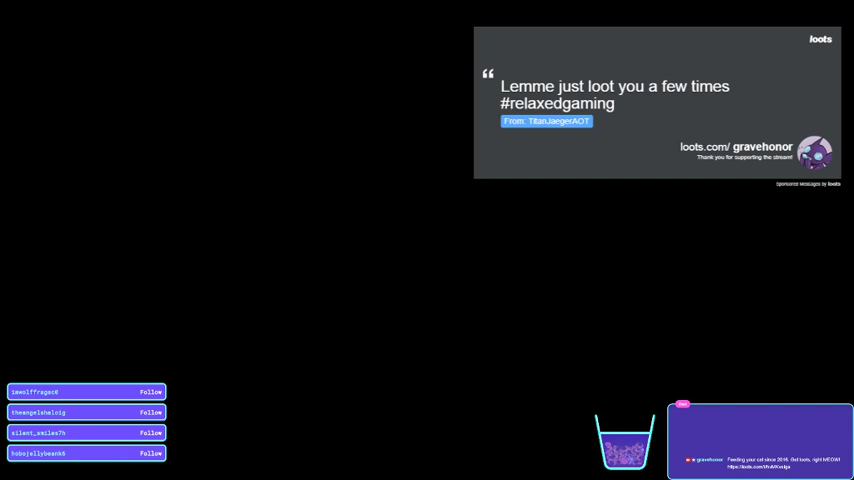 loots
Lemme just loot you a few times
#relaxedgaming
From: TitanJaegerAOT
loots.com/ gravehonor
Thank you for supporting the stream!
Sponsored Messages by loots
Follow
theangelshalcig Follow
silent_smiles7h Follow
hobojellybeank6 Follow
gravehonor Feeding your cat since 2016. Get loots, right MEOW!